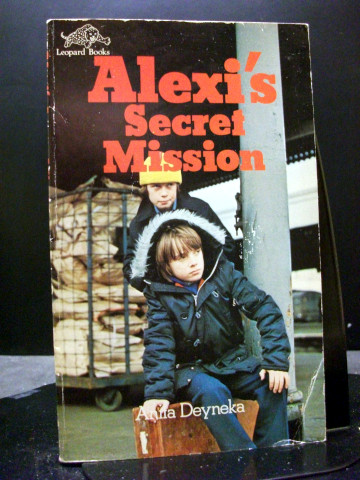 Leopard Books
Alexi's
Secret
Mission
Anita Deyneka